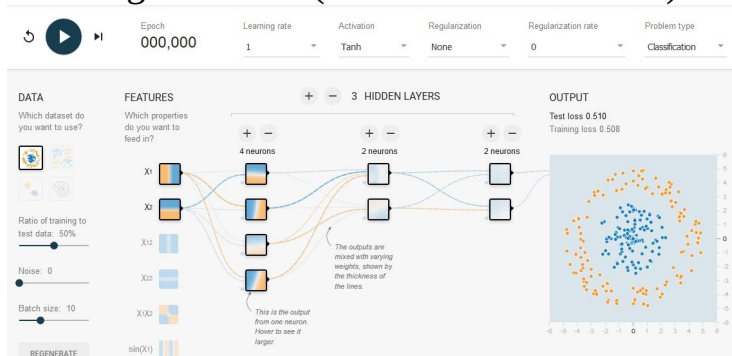 Epoch
000,000
Learning rate
1
Activation
Tanh
Regularization
None
Regularization rate
0
Problem type
Classification
DATA
Which dataset do
you want to use?
Ratio of training to
test data: 50%
Noise: 0
Batch size: 10
REGENERATE
FEATURES
Which properties
do you want to
feed in?
X1
X2
X12
X22
X1X2
sin(X1)
+ − 3 HIDDEN LAYERS
+ −
4 neurons
+ −
2 neurons
+ −
2 neurons
The outputs are
mixed with varying
weights, shown by
the thickness of
the lines.
This is the output
from one neuron.
Hover to see it
larger.
OUTPUT
Test loss 0.510
Training loss 0.508
6
5
4
3
2
1
0
-1
-2
-3
-4
-5
-6
-6 -5 -4 -3 -2 -1 0 1 2 3 4 5 6